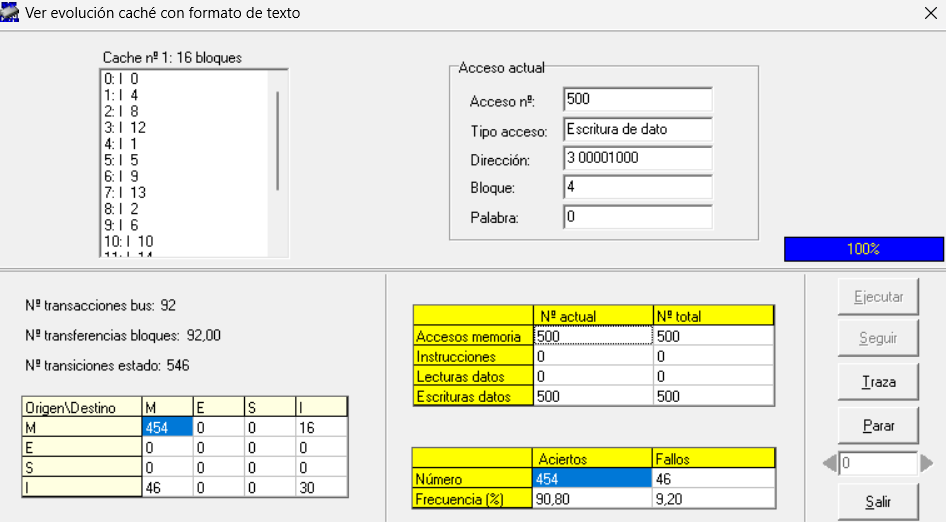 Ver evolución caché con formato de texto
Cache nº 1: 16 bloques
0: I 0
1: I 4
2: I 8
3: I 12
4: I 1
5: I 5
6: I 9
7: I 13
8: I 2
9: I 6
10: I 10
11: I 14
Acceso actual
Acceso nº: 500
Tipo acceso: Escritura de dato
Dirección: 3 00001000
Bloque: 4
Palabra: 0
100%
Nº transacciones bus: 92
Nº transferencias bloques: 92,00
Nº transiciones estado: 546
Origen\Destino M E S I
M 454 0 0 16
E 0 0 0 0
S 0 0 0 0
I 46 0 0 30
Nº actual Nº total
Accesos memoria 500 500
Instrucciones 0 0
Lecturas datos 0 0
Escrituras datos 500 500
Aciertos Fallos
Número 454 46
Frecuencia (%) 90,80 9,20
Ejecutar
Seguir
Traza
Parar
0
Salir